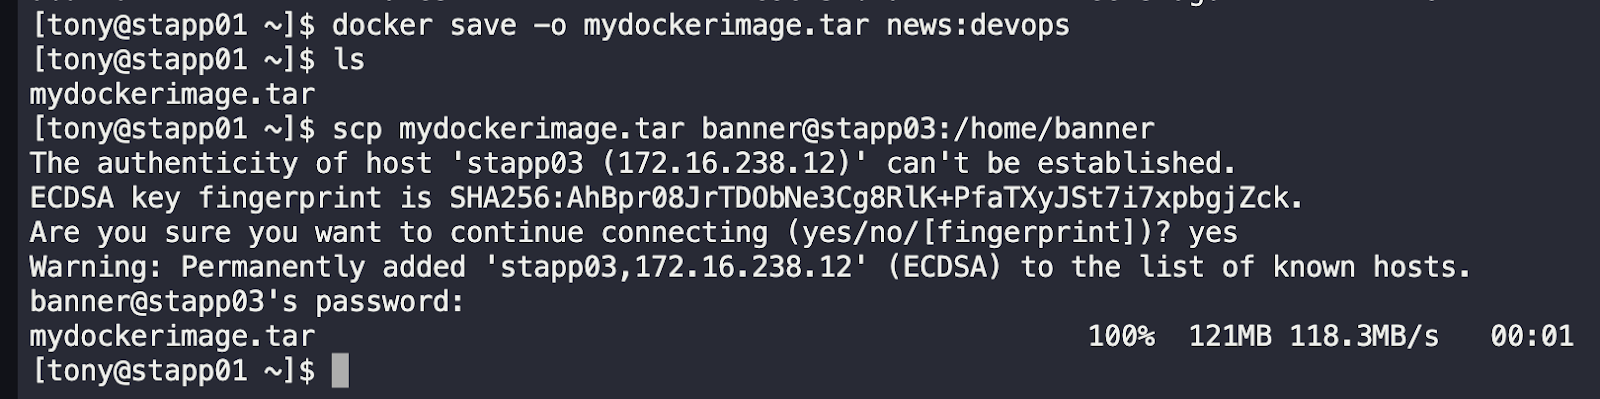 [tony@stapp01 ~]$ docker save -o mydockerimage.tar news:devops
[tony@stapp01 ~]$ ls
mydockerimage.tar
[tony@stapp01 ~]$ scp mydockerimage.tar banner@stapp03:/home/banner
The authenticity of host 'stapp03 (172.16.238.12)' can't be established.
ECDSA key fingerprint is SHA256:AhBpr08JrTDObNe3Cg8RlK+PfaTXyJSt7i7xpbgjZck.
Are you sure you want to continue connecting (yes/no/[fingerprint])? yes
Warning: Permanently added 'stapp03,172.16.238.12' (ECDSA) to the list of known hosts.
banner@stapp03's password:
mydockerimage.tar 100% 121MB 118.3MB/s 00:01
[tony@stapp01 ~]$